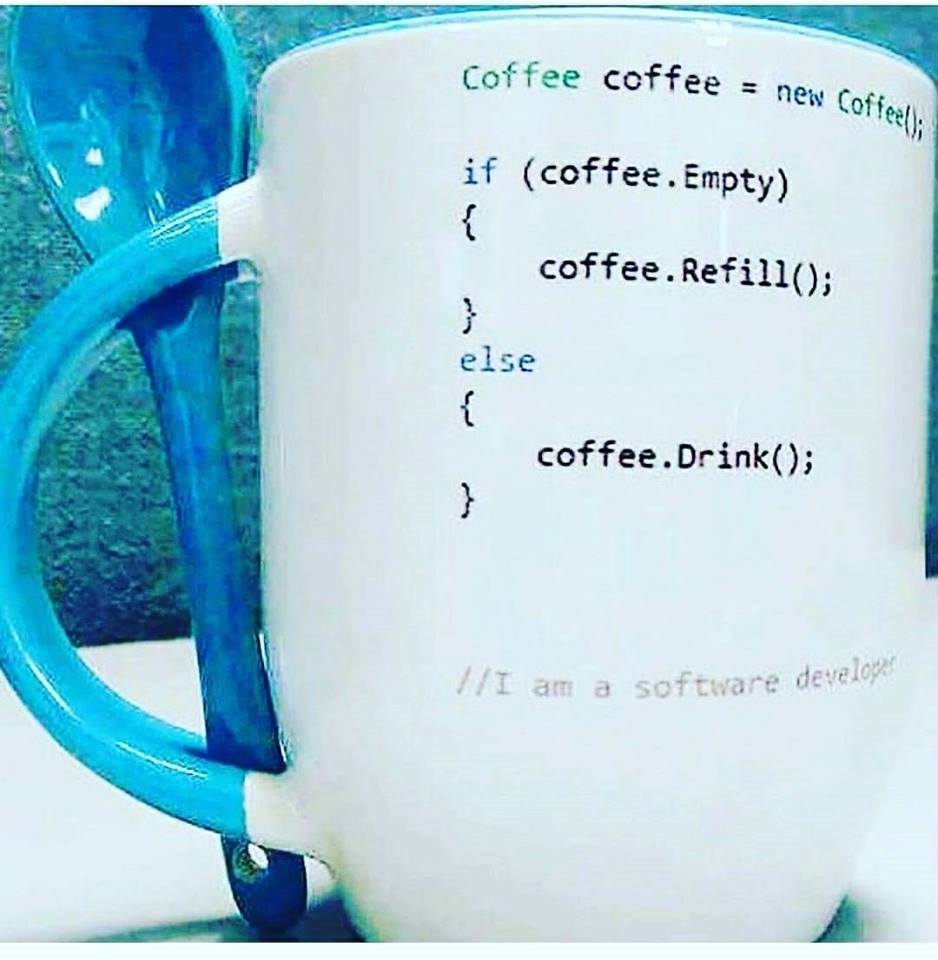 Coffee coffee = new Coffee();
if (coffee.Empty)
{
coffee.Refill();
}
else
{
coffee.Drink();
}
//I am a software developer